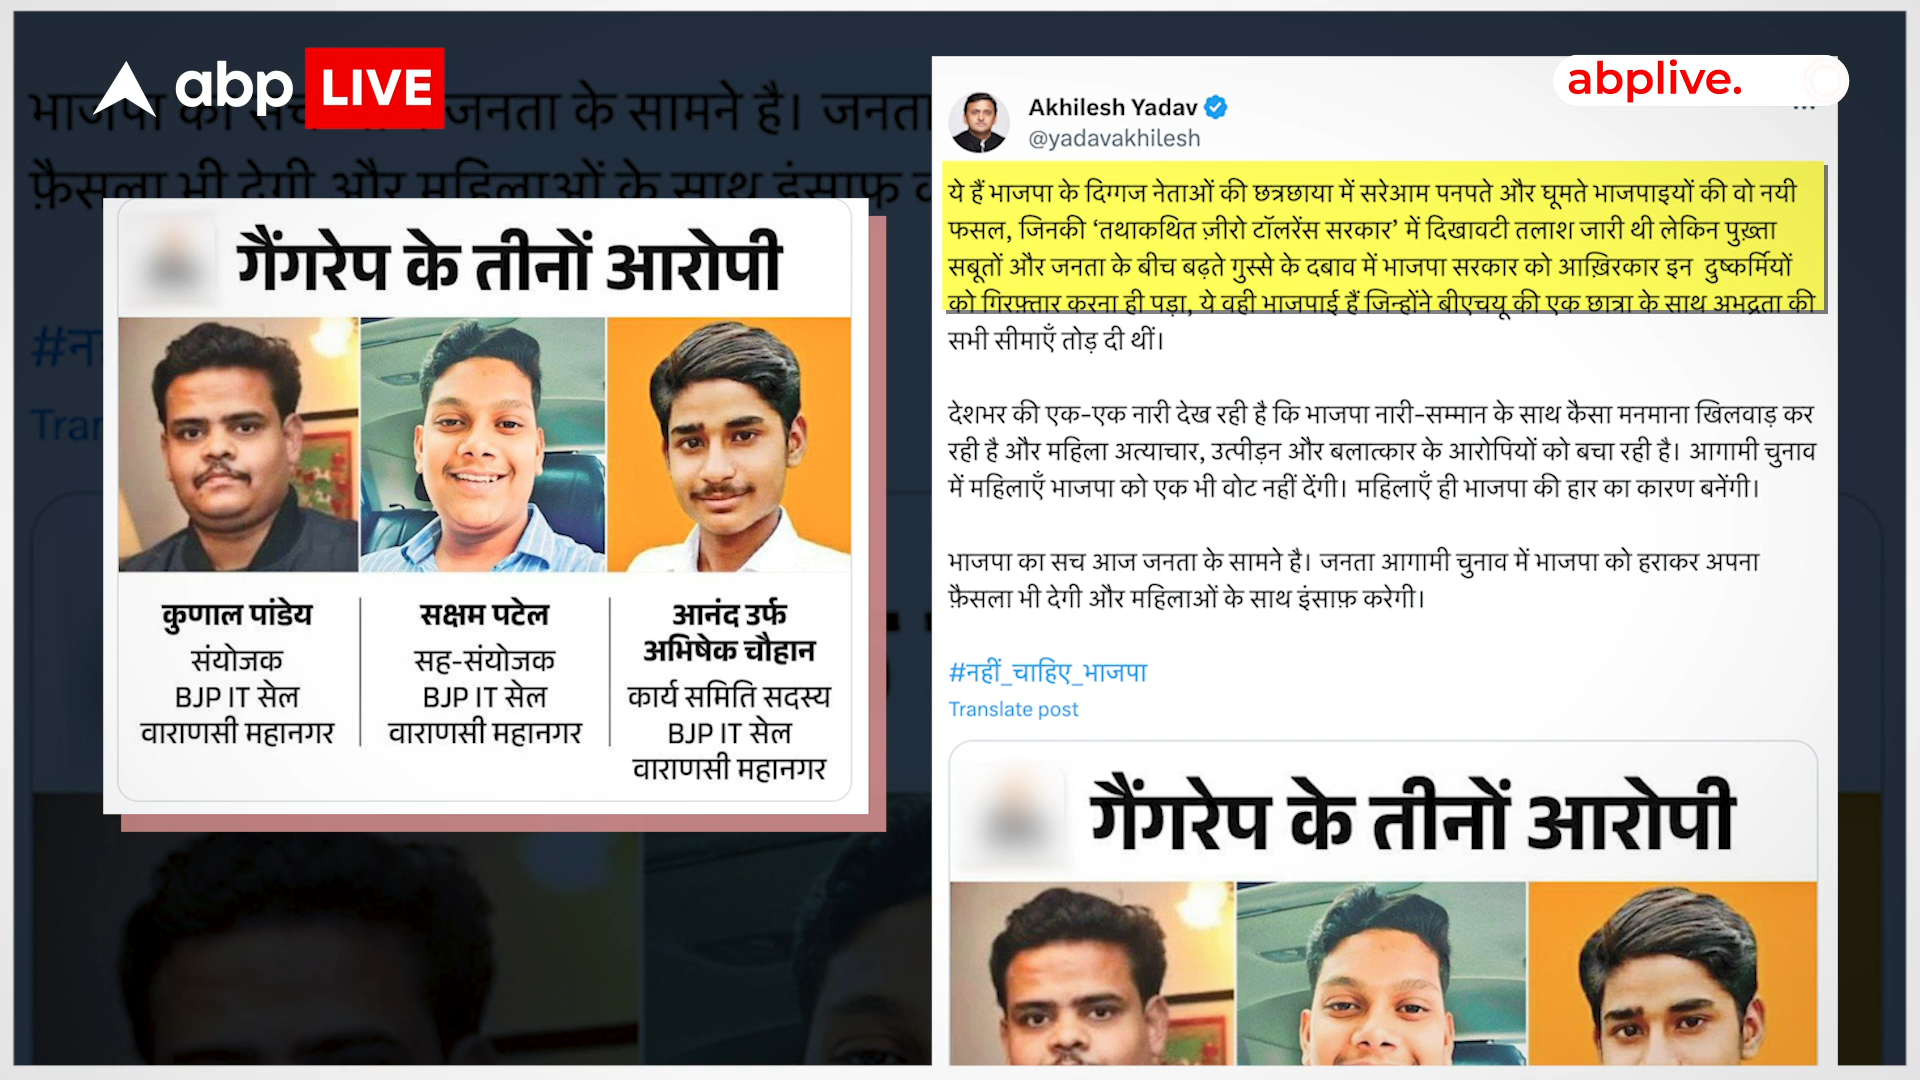 abp LIVE
abplive.
भाजपा का सच जनता के सामने है। जनता
फ़ैसला भी देगी और महिलाओं के साथ इंसाफ़
गैंगरेप के तीनों आरोपी
कुणाल पांडेय
संयोजक
BJP IT सेल
वाराणसी महानगर
सक्षम पटेल
सह-संयोजक
BJP IT सेल
वाराणसी महानगर
आनंद उर्फ
अभिषेक चौहान
कार्य समिति सदस्य
BJP IT सेल
वाराणसी महानगर
Akhilesh Yadav
@yadavakhilesh
ये हैं भाजपा के दिग्गज नेताओं की छत्रछाया में सरेआम पनपते और घूमते भाजपाइयों की वो नयी
फसल, जिनकी ‘तथाकथित ज़ीरो टॉलरेंस सरकार’ में दिखावटी तलाश जारी थी लेकिन पुख़्ता
सबूतों और जनता के बीच बढ़ते गुस्से के दबाव में भाजपा सरकार को आख़िरकार इन दुष्कर्मियों
को गिरफ़्तार करना ही पड़ा, ये वही भाजपाई हैं जिन्होंने बीएचयू की एक छात्रा के साथ अभद्रता की
सभी सीमाएँ तोड़ दी थीं।
देशभर की एक-एक नारी देख रही है कि भाजपा नारी-सम्मान के साथ कैसा मनमाना खिलवाड़ कर
रही है और महिला अत्याचार, उत्पीड़न और बलात्कार के आरोपियों को बचा रही है। आगामी चुनाव
में महिलाएँ भाजपा को एक भी वोट नहीं देंगी। महिलाएँ ही भाजपा की हार का कारण बनेंगी।
भाजपा का सच आज जनता के सामने है। जनता आगामी चुनाव में भाजपा को हराकर अपना
फ़ैसला भी देगी और महिलाओं के साथ इंसाफ़ करेगी।
#नहीं_चाहिए_भाजपा
Translate post
गैंगरेप के तीनों आरोपी